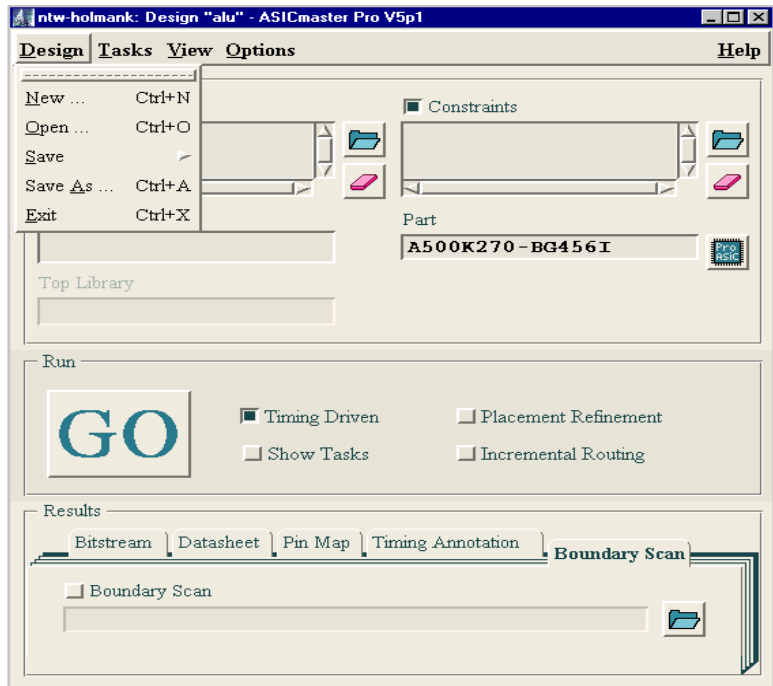 ntw-holmank: Design "alu" - ASICmaster Pro V5p1
Design Tasks View Options Help
New ... Ctrl+N
Open ... Ctrl+O
Save
Save As ... Ctrl+A
Exit Ctrl+X
Constraints
Part
A500K270-BG456I
Pro
ASIC
Top Library
Run
GO
Timing Driven
Placement Refinement
Show Tasks
Incremental Routing
Results
Bitstream Datasheet Pin Map Timing Annotation Boundary Scan
Boundary Scan